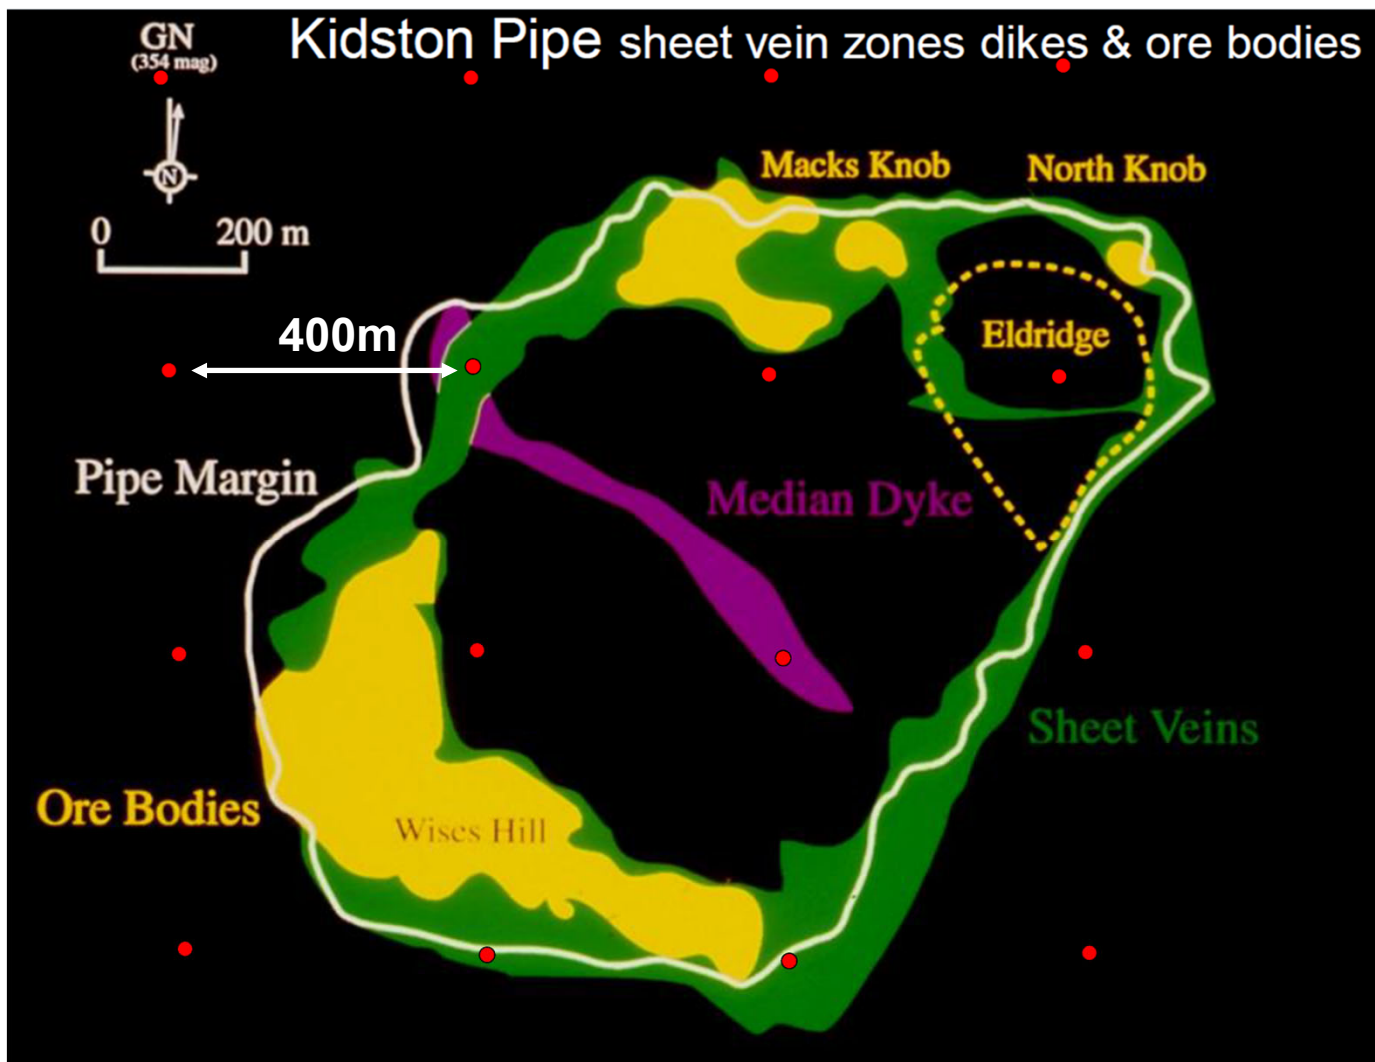 GN
(354 mag)
Kidston Pipe sheet vein zones dikes & ore bodies
N
0 200 m
Macks Knob
North Knob
400m
Eldridge
Pipe Margin
Median Dyke
Sheet Veins
Ore Bodies
Wises Hill